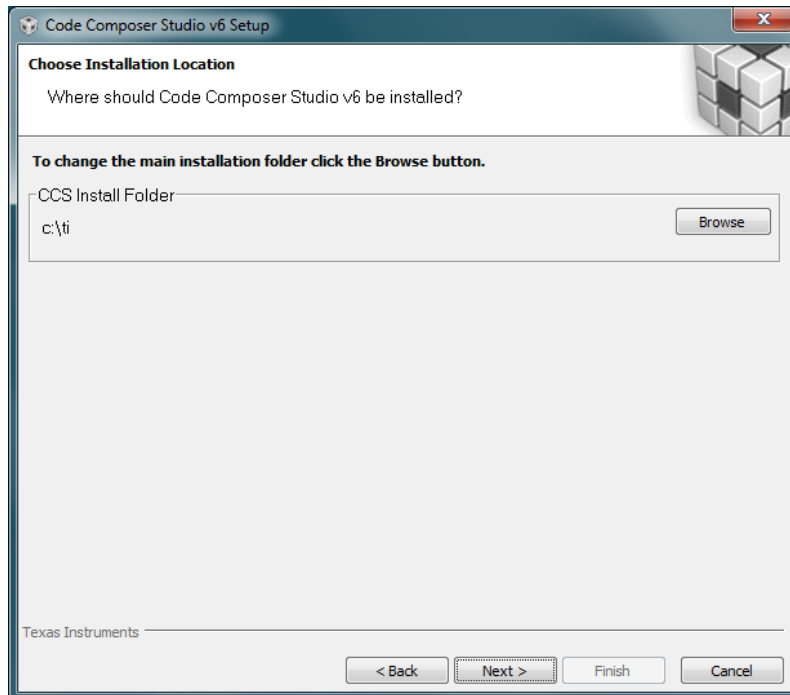 Code Composer Studio v6 Setup
Choose Installation Location
Where should Code Composer Studio v6 be installed?
To change the main installation folder click the Browse button.
CCS Install Folder
c:\ti
Browse
Texas Instruments
< Back Next > Finish Cancel